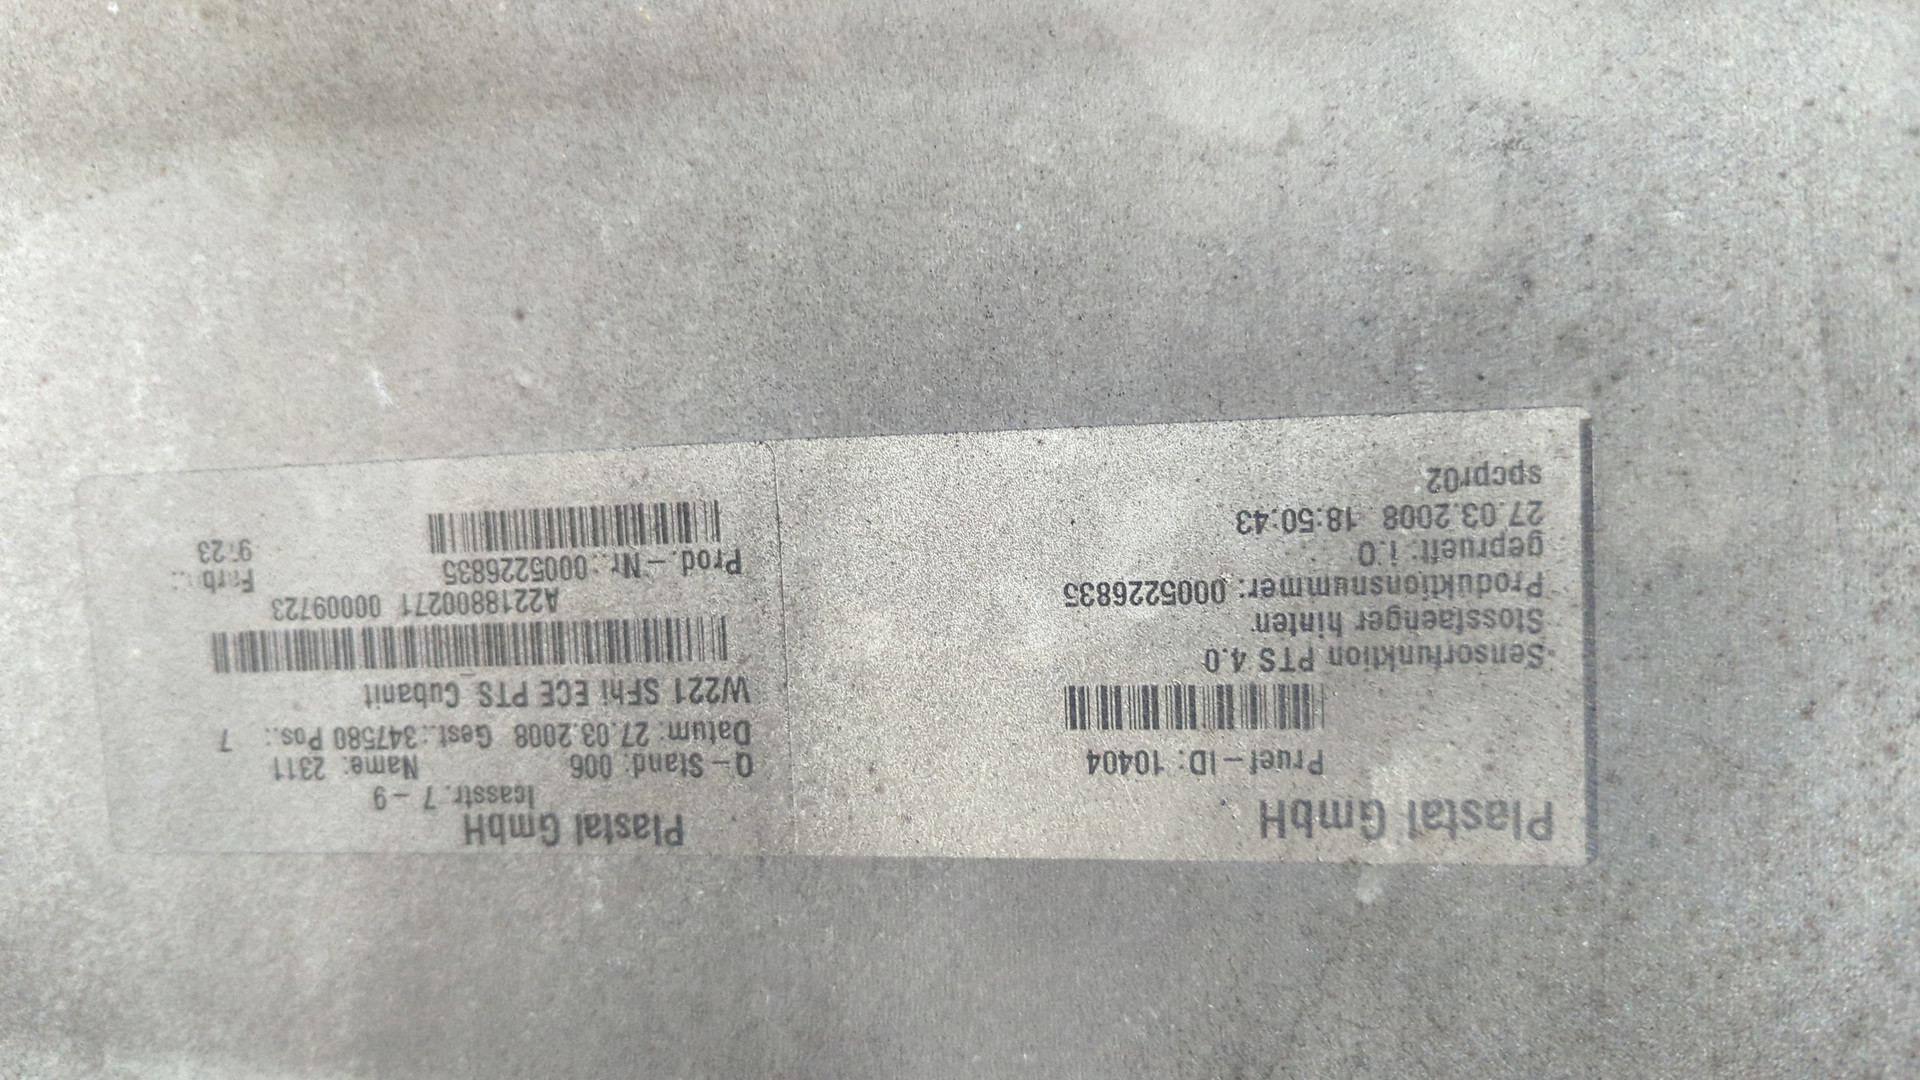 Plastal GmbH
Pruef-ID: 10404
Sensorfunktion PTS 4.0
Stossfaenger hinten
Produktionsnummer: 0005226835
geprueft: i.O
27.03.2008 18:50:43
spcpr02
Plastal GmbH
Icasstr. 7-9
Q-Stand: 006 Name: 2311
Datum: 27.03.2008 Gest.:347580 Pos.: 7
W221 SFhi ECE PTS Cubanit
A2218800271 00009723
Prod.-Nr.:0005226835
9723